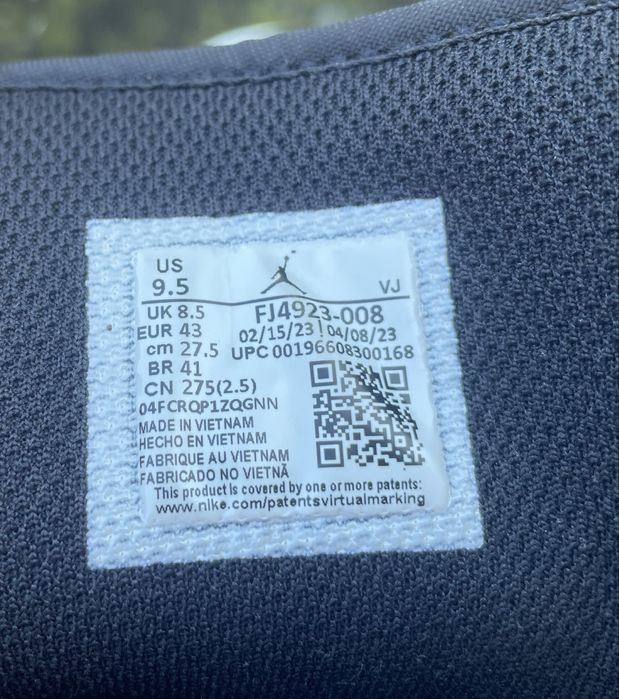 US
9.5 VJ
UK 8.5 FJ4923-008
EUR 43 02/15/23 | 04/08/23
cm 27.5 UPC 00196608300168
BR 41
CN 275(2.5)
04FCRQP1ZQGNN
MADE IN VIETNAM
HECHO EN VIETNAM
FABRIQUE AU VIETNAM
FABRICADO NO VIETNÃ
This product is covered by one or more patents:
www.nike.com/patentsvirtualmarking